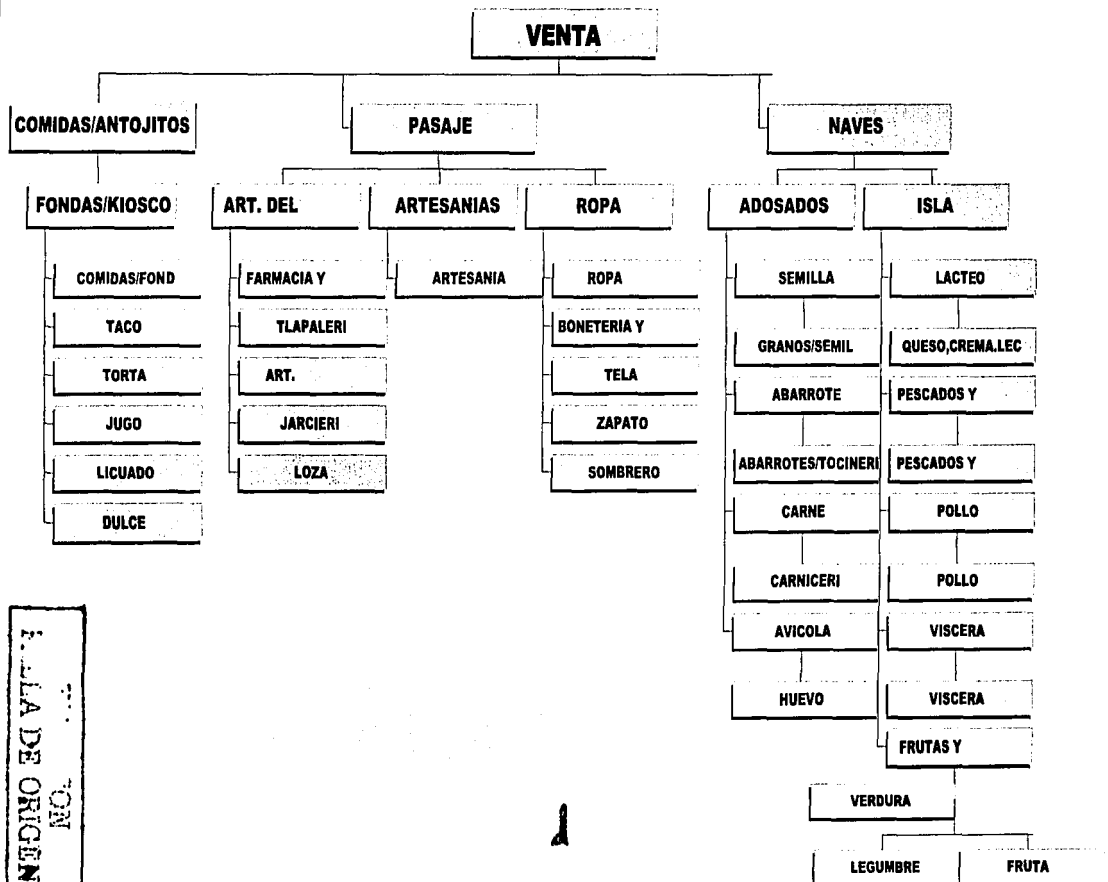 VENTA
COMIDAS/ANTOJITOS
PASAJE
NAVES
FONDAS/KIOSCO
ART. DEL
ARTESANIAS
ROPA
ADOSADOS
ISLA
COMIDAS/FOND
TACO
TORTA
JUGO
LICUADO
DULCE
FARMACIA Y
TLAPALERI
ART.
JARCIERI
LOZA
ARTESANIA
ROPA
BONETERIA Y
TELA
ZAPATO
SOMBRERO
SEMILLA
GRANOS/SEMIL
ABARROTE
ABARROTES/TOCINERI
CARNE
CARNICERI
AVICOLA
HUEVO
LACTEO
QUESO,CREMA.LEC
PESCADOS Y
PESCADOS Y
POLLO
POLLO
VISCERA
VISCERA
FRUTAS Y
VERDURA
LEGUMBRE
FRUTA
DE ORIGEN